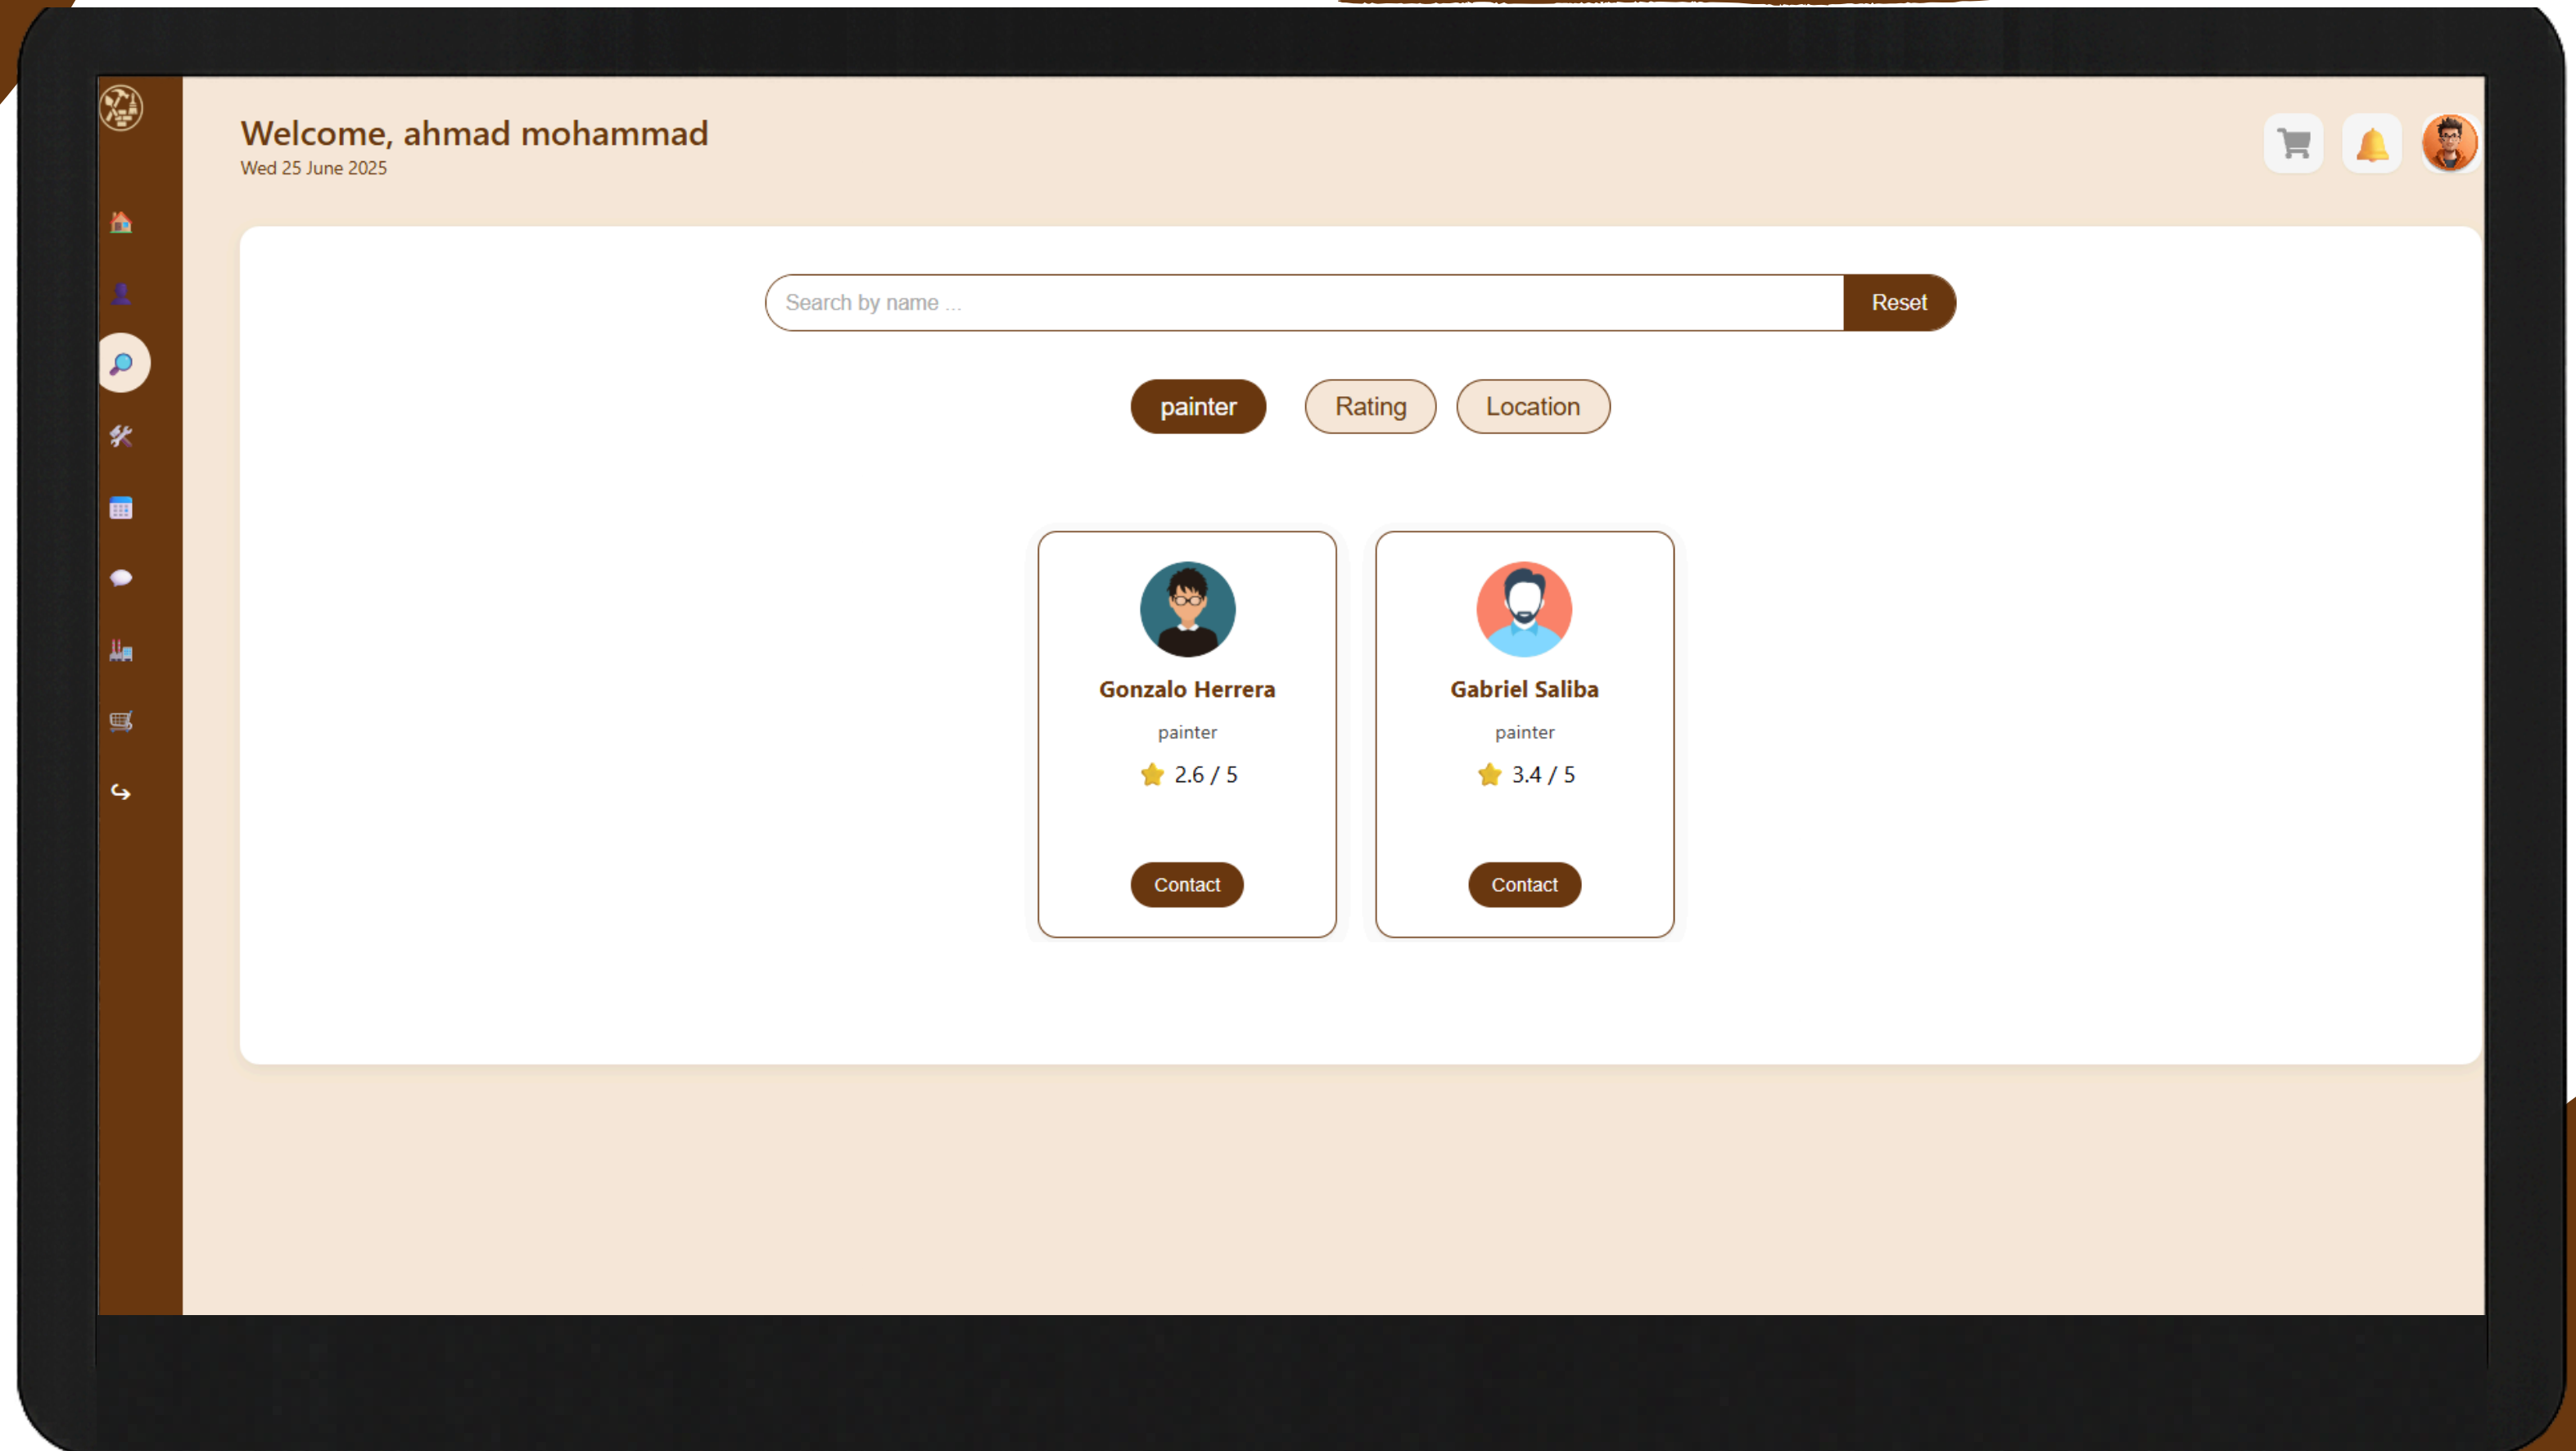 Welcome, ahmad mohammad
Wed 25 June 2025
Search by name ...
Reset
painter
Rating
Location
Gonzalo Herrera
painter
2.6 / 5
Contact
Gabriel Saliba
painter
3.4 / 5
Contact